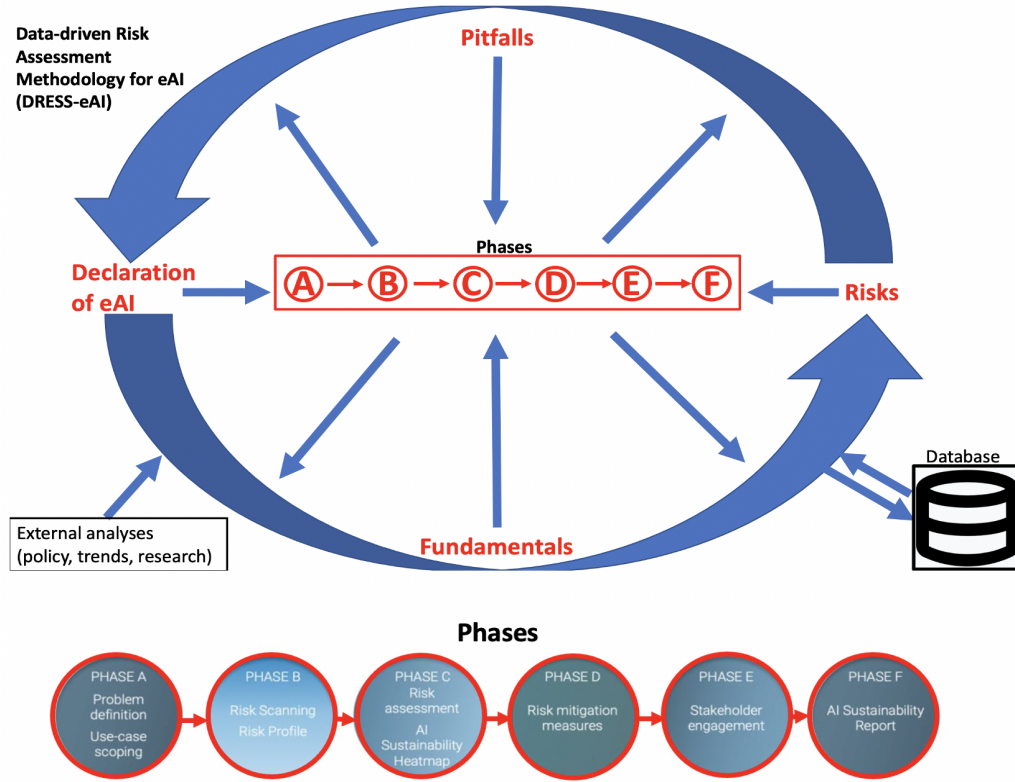 Data-driven Risk
Assessment
Methodology for eAI
(DRESS-eAI)
Pitfalls
Phases
A B C D E F
Declaration
of eAI
Risks
Database
External analyses
(policy, trends, research)
Fundamentals
Phases
PHASE A
Problem
definition
Use-case
scoping
PHASE B
Risk Scanning
Risk Profile
PHASE C
Risk
assessment
AI
Sustainability
Heatmap
PHASE D
Risk mitigation
measures
PHASE E
Stakeholder
engagement
PHASE F
AI Sustainability
Report